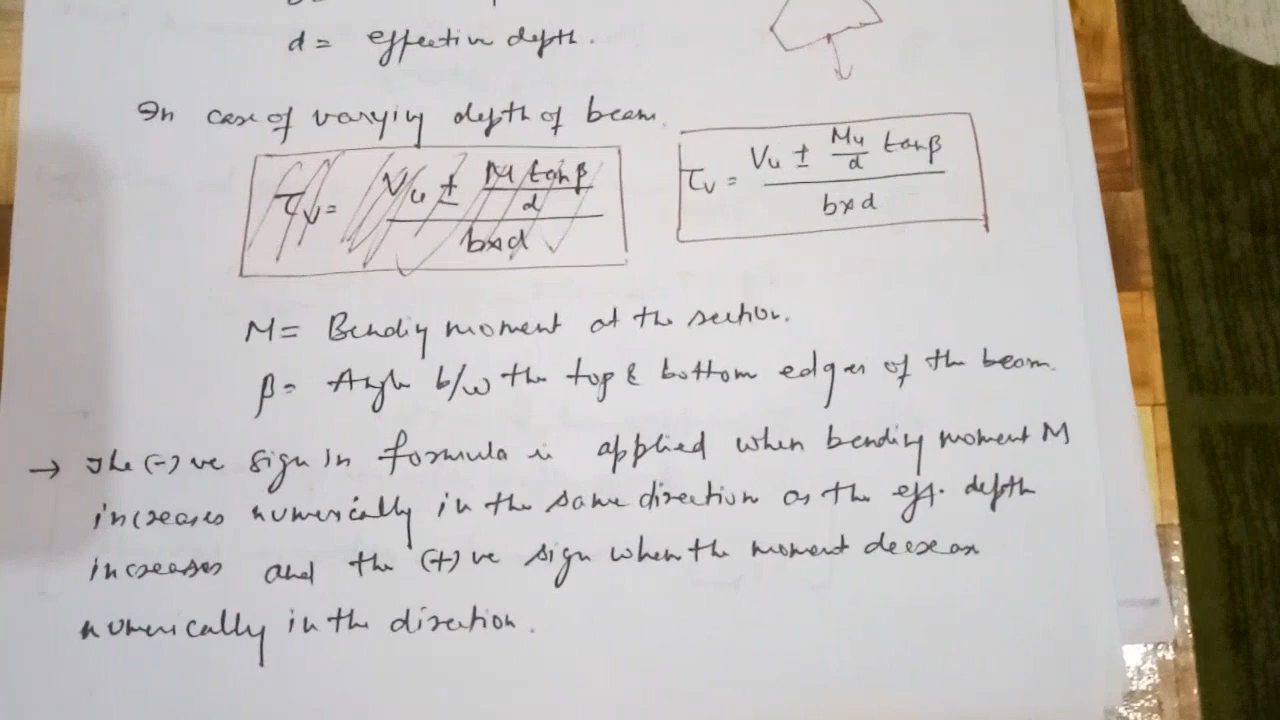 d = effective depth.
In case of varying depth of beam.
τv = Vu ± M tanβ / d / b×d
τv = Vu ± Mu / d tanβ / b×d
M = Bending moment at the section.
β = Angle b/w the top & bottom edges of the beam.
→ The (-)ve sign in formula is applied when bending moment M
increases numerically in the same direction as the eff. depth
increases and the (+)ve sign when the moment decreases
numerically in the direction.